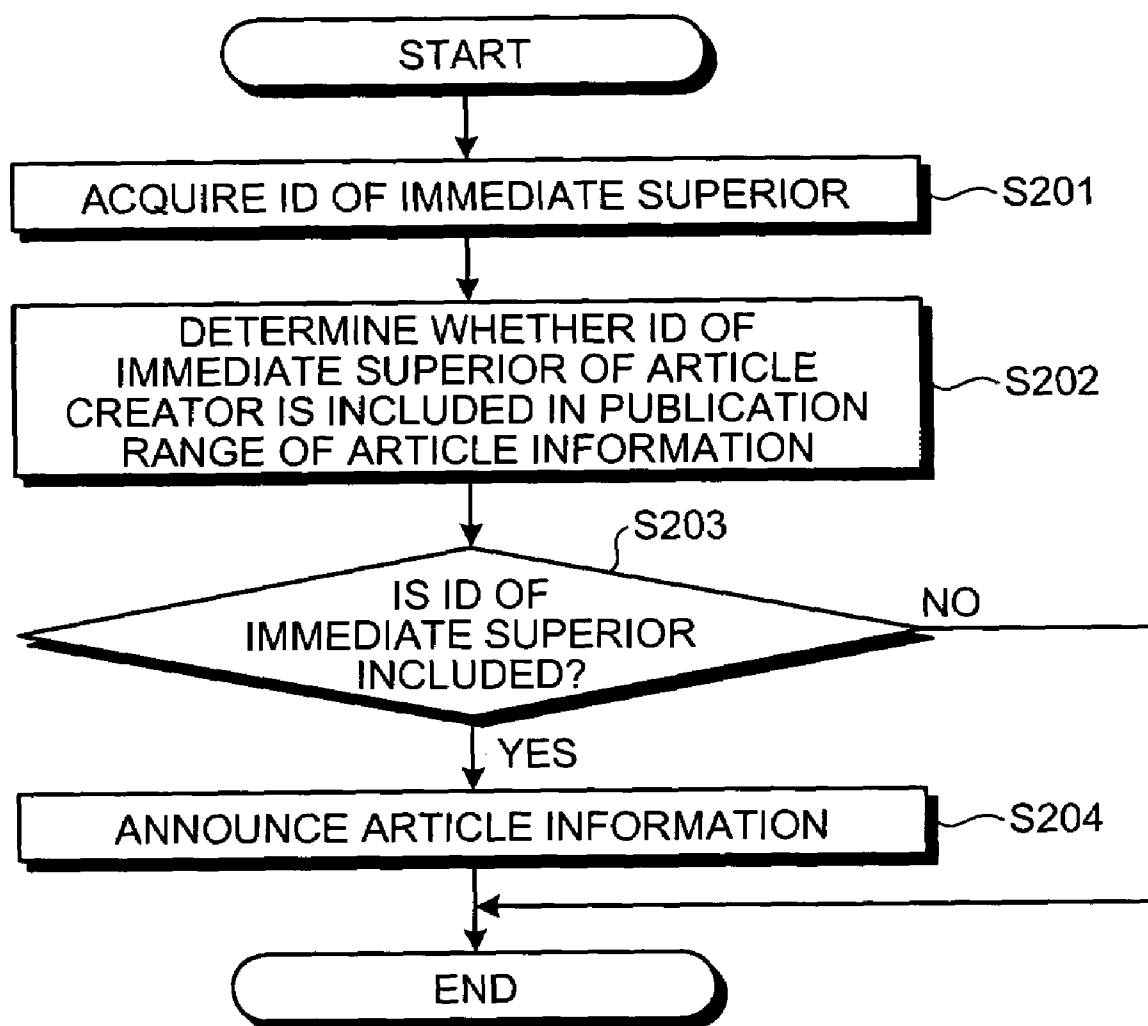 START
ACQUIRE ID OF IMMEDIATE SUPERIOR
S201
DETERMINE WHETHER ID OF
IMMEDIATE SUPERIOR OF ARTICLE
CREATOR IS INCLUDED IN PUBLICATION
RANGE OF ARTICLE INFORMATION
S202
S203
IS ID OF
IMMEDIATE SUPERIOR
INCLUDED?
NO
YES
ANNOUNCE ARTICLE INFORMATION
S204
END